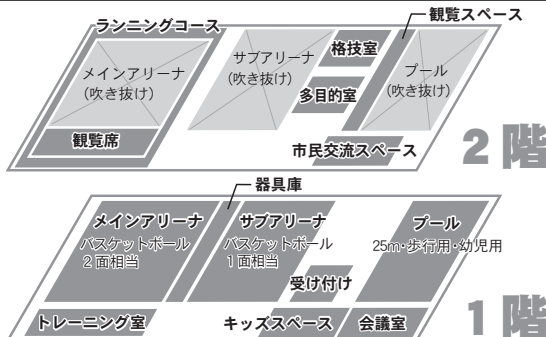 ランニングコース
観覧スペース
メインアリーナ
(吹き抜け)
サブアリーナ
(吹き抜け)
格技室
多目的室
プール
(吹き抜け)
観覧席
市民交流スペース
2階
器具庫
メインアリーナ
バスケットボール
2面相当
サブアリーナ
バスケットボール
1面相当
プール
25m・歩行用・幼児用
受け付け
トレーニング室
キッズスペース
会議室
1階